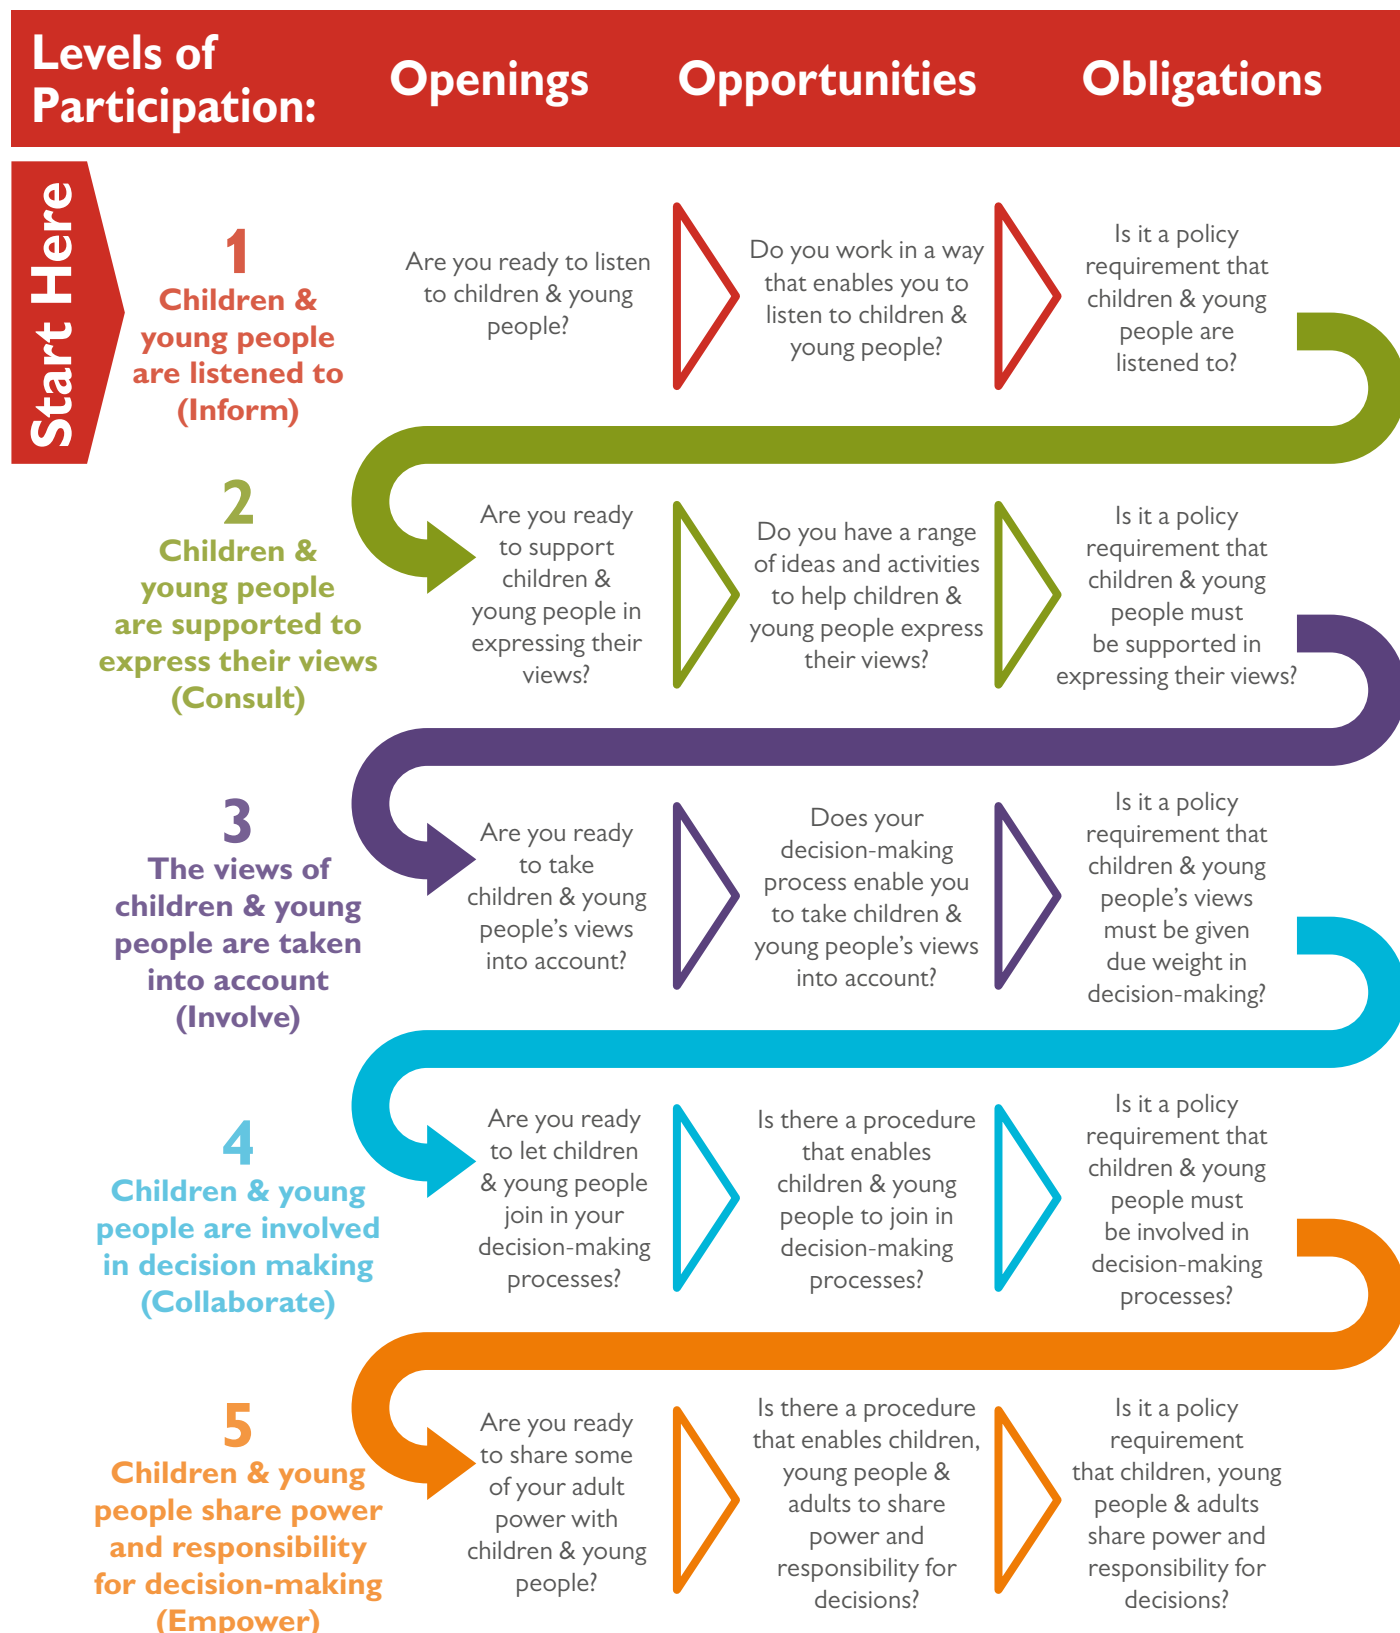 Levels of
Participation:
Openings
Opportunities
Obligations
Start Here
1
Children &
young people
are listened to
(Inform)
Are you ready to listen
to children & young
people?
Do you work in a way
that enables you to
listen to children &
young people?
Is it a policy
requirement that
children & young
people are
listened to?
2
Children &
young people
are supported to
express their views
(Consult)
Are you ready
to support
children &
young people in
expressing their
views?
Do you have a range
of ideas and activities
to help children &
young people express
their views?
Is it a policy
requirement that
children & young
people must
be supported in
expressing their views?
3
The views of
children & young
people are taken
into account
(Involve)
Are you ready
to take
children & young
people's views
into account?
Does your
decision-making
process enable you
to take children &
young people's views
into account?
Is it a policy
requirement that
children & young
people's views
must be given
due weight in
decision-making?
4
Children & young
people are involved
in decision making
(Collaborate)
Are you ready
to let children
& young people
join in your
decision-making
processes?
Is there a procedure
that enables
children & young
people to join in
decision-making
processes?
Is it a policy
requirement that
children & young
people must
be involved in
decision-making
processes?
5
Children & young
people share power
and responsibility
for decision-making
(Empower)
Are you ready
to share some
of your adult
power with
children & young
people?
Is there a procedure
that enables children,
young people &
adults to share
power and
responsibility for
decisions?
Is it a policy
requirement
that children, young
people & adults
share power and
responsibility for
decisions?